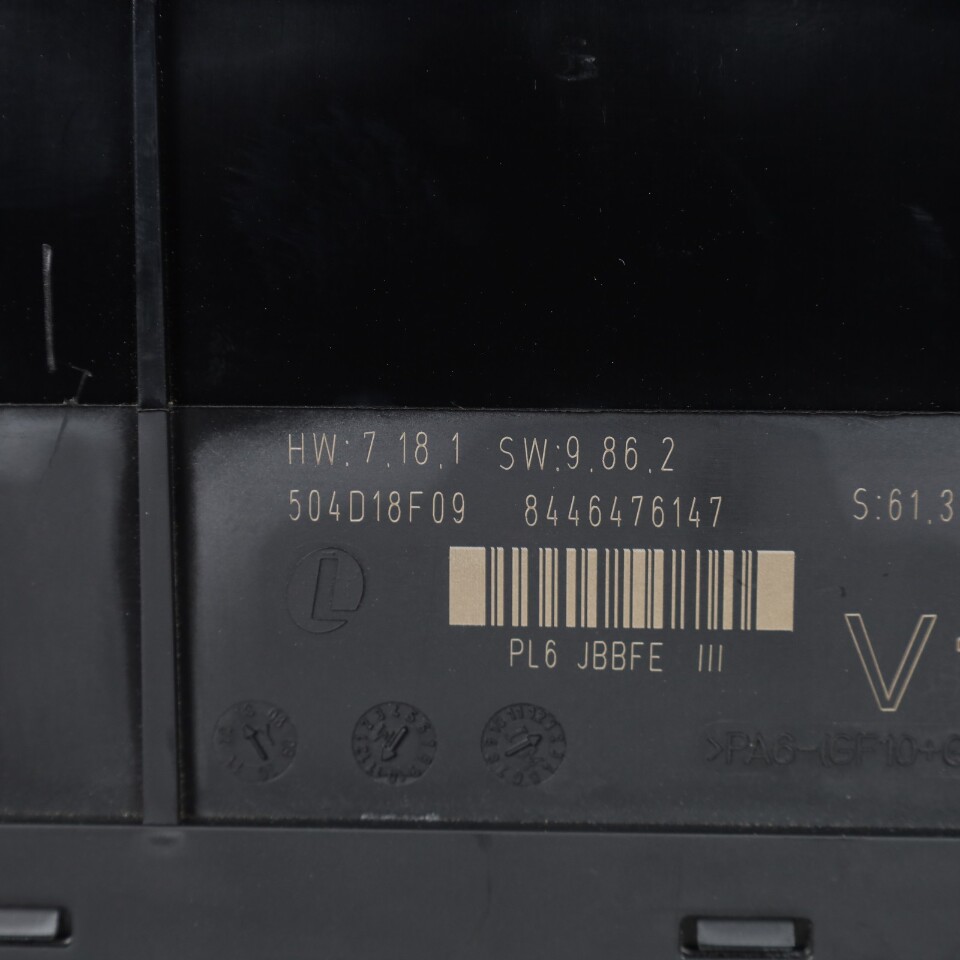 HW:7.18.1 SW:9.86.2
504D18F09 8446476147
S:61.3
PL6 JBBFE III
V